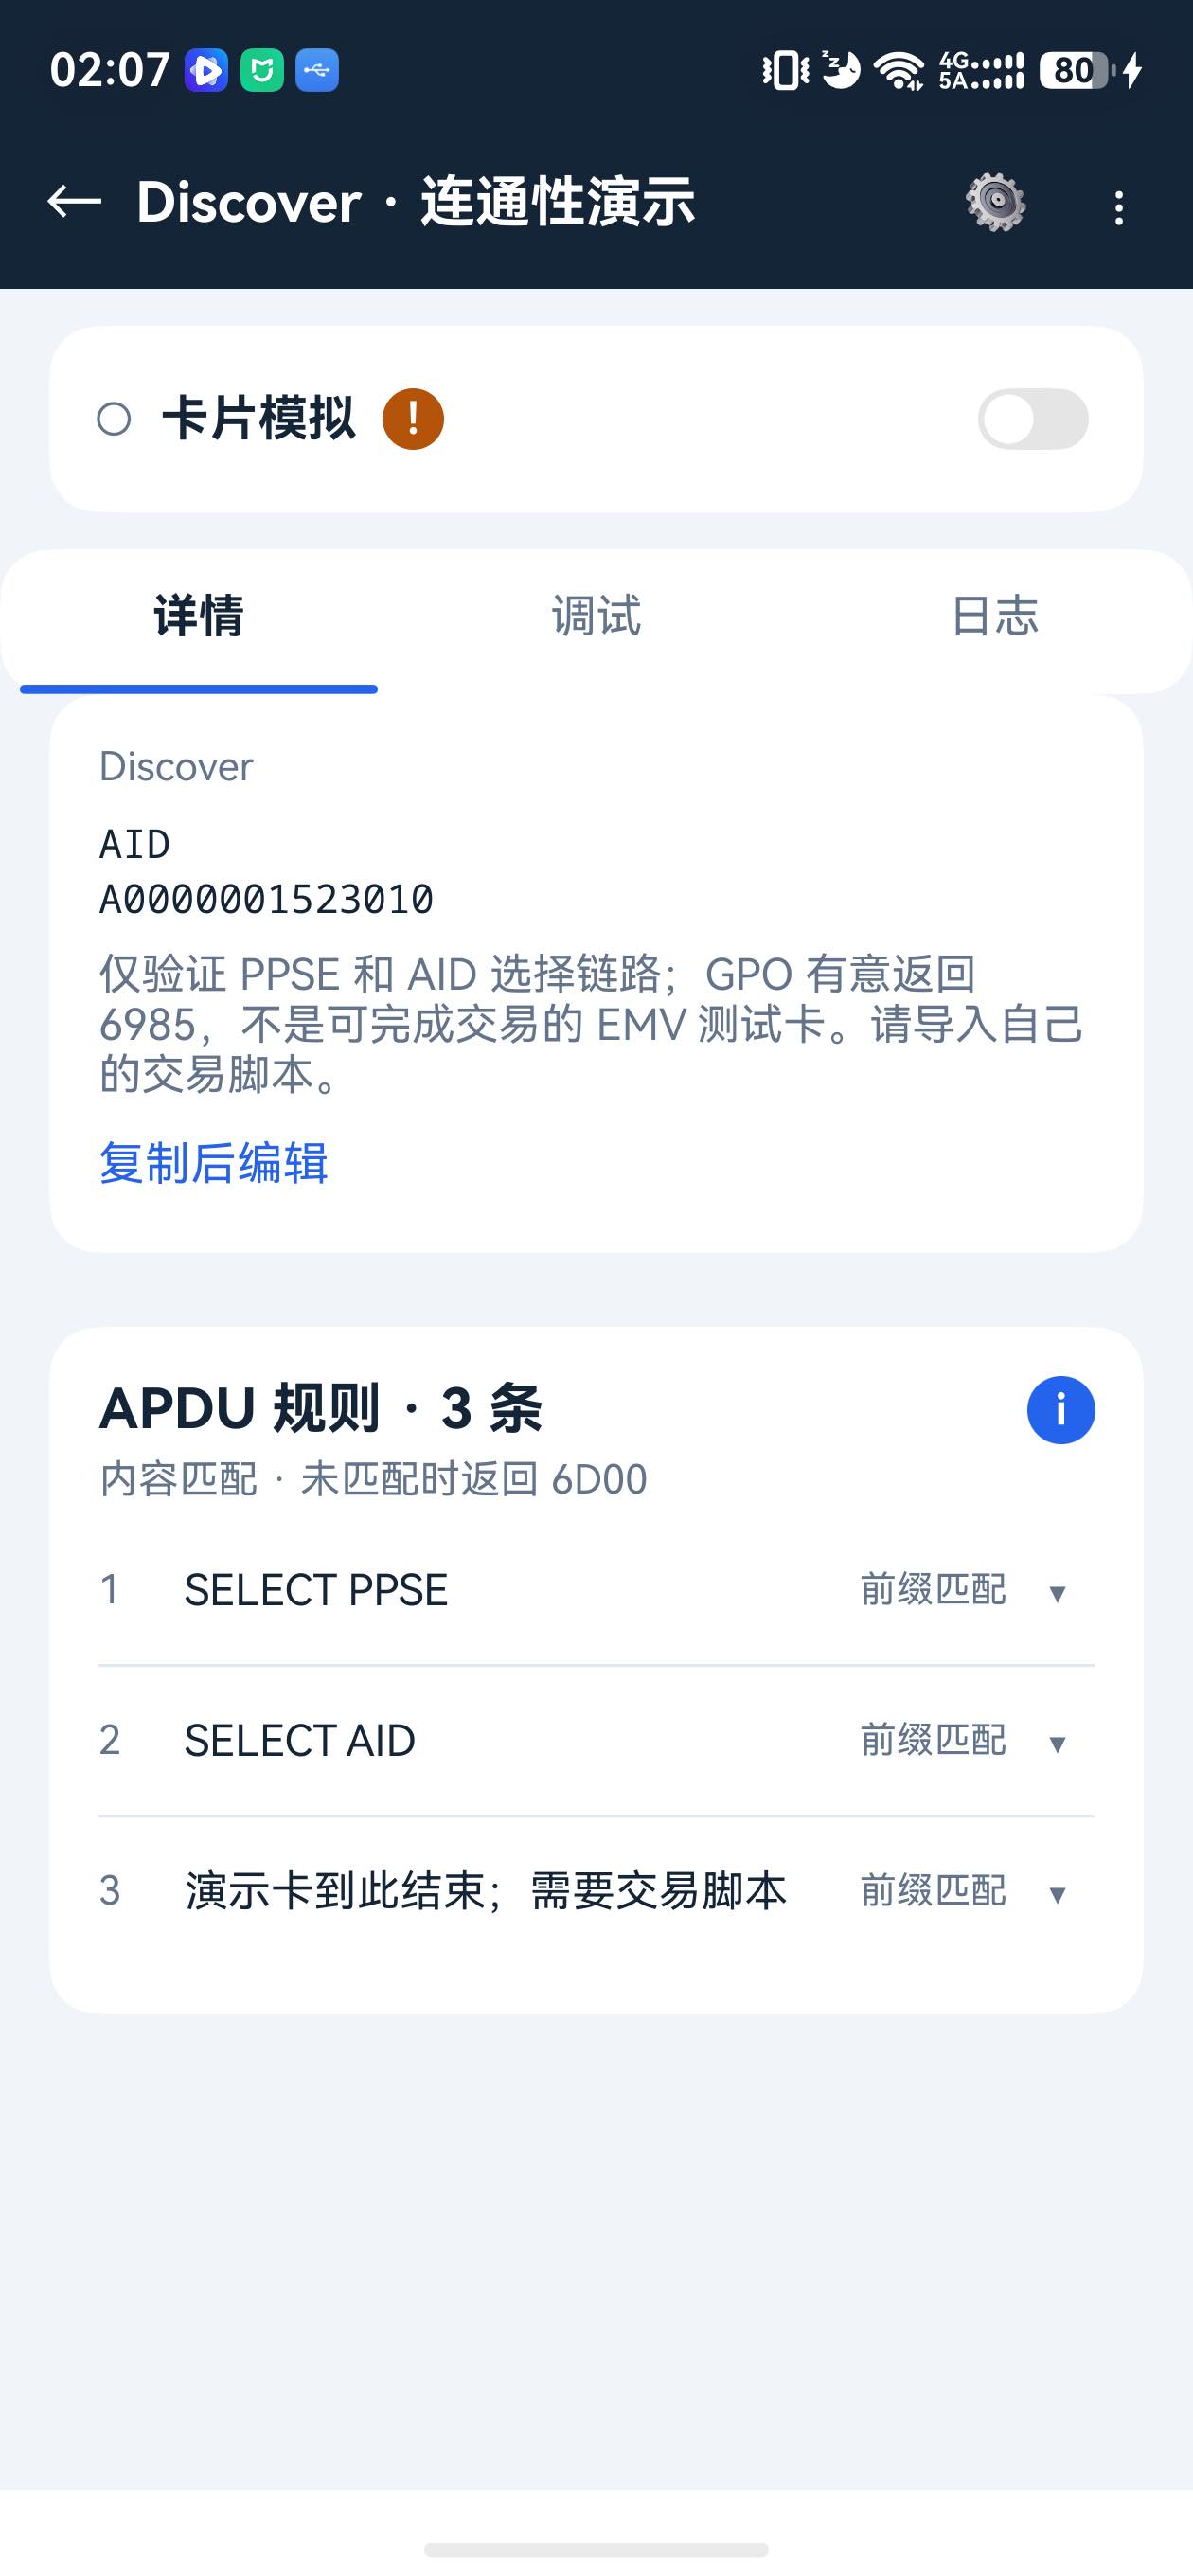 02:07
4G
5A
80
Discover · 连通性演示
卡片模拟
!
详情
调试
日志
Discover
AID
A0000001523010
仅验证 PPSE 和 AID 选择链路；GPO 有意返回
6985，不是可完成交易的 EMV 测试卡。请导入自己
的交易脚本。
复制后编辑
APDU 规则 · 3 条
i
内容匹配 · 未匹配时返回 6D00
1 SELECT PPSE 前缀匹配
2 SELECT AID 前缀匹配
3 演示卡到此结束；需要交易脚本 前缀匹配